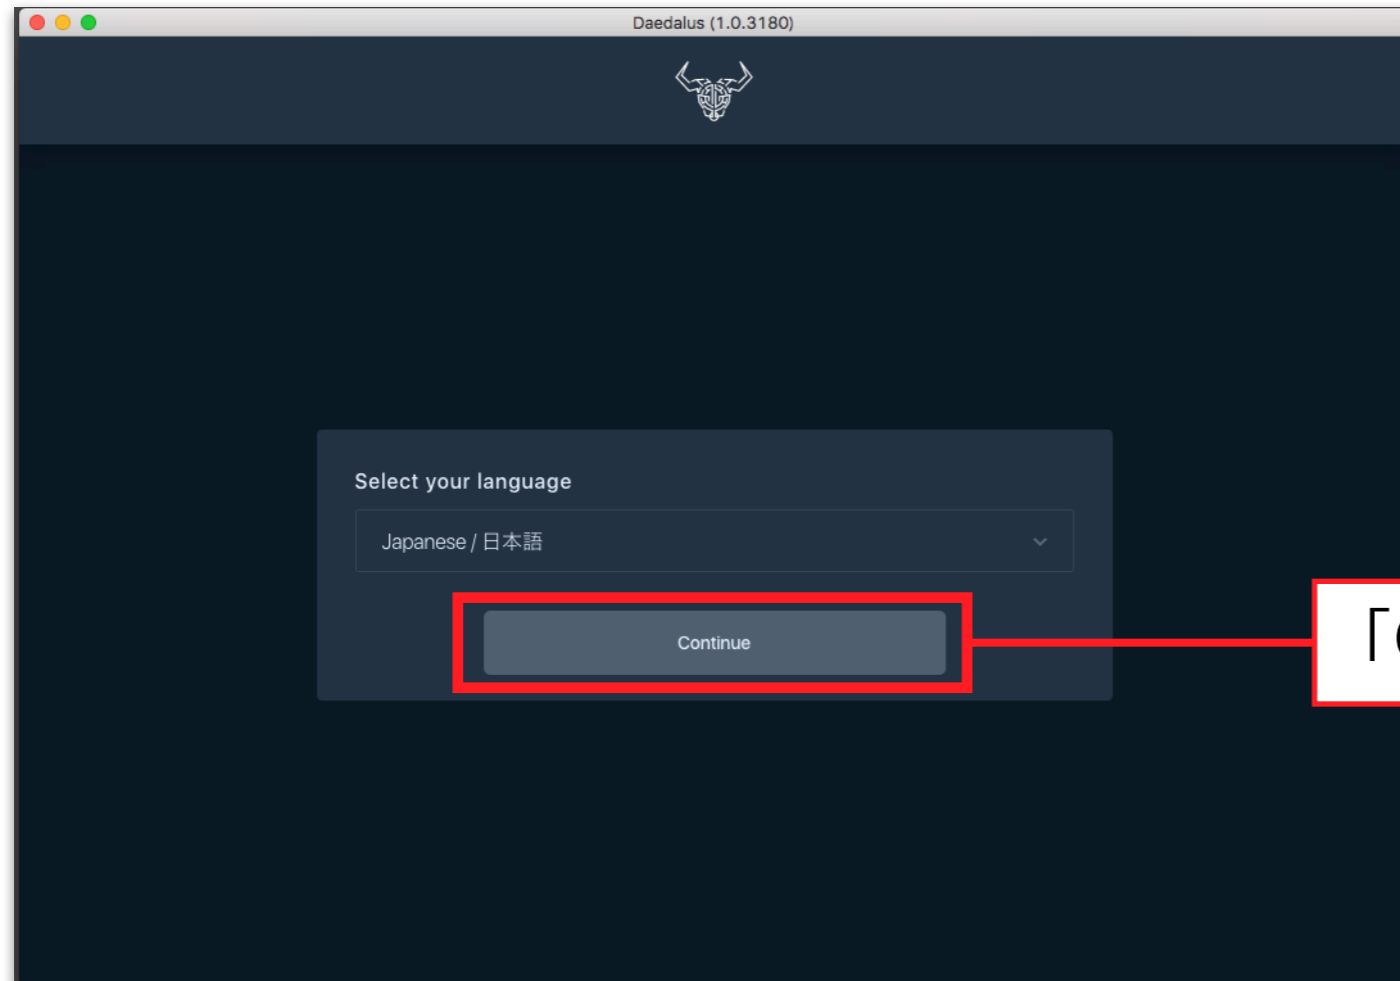 Daedalus (1.0.3180)
Select your language
Japanese / 日本語
Continue
「